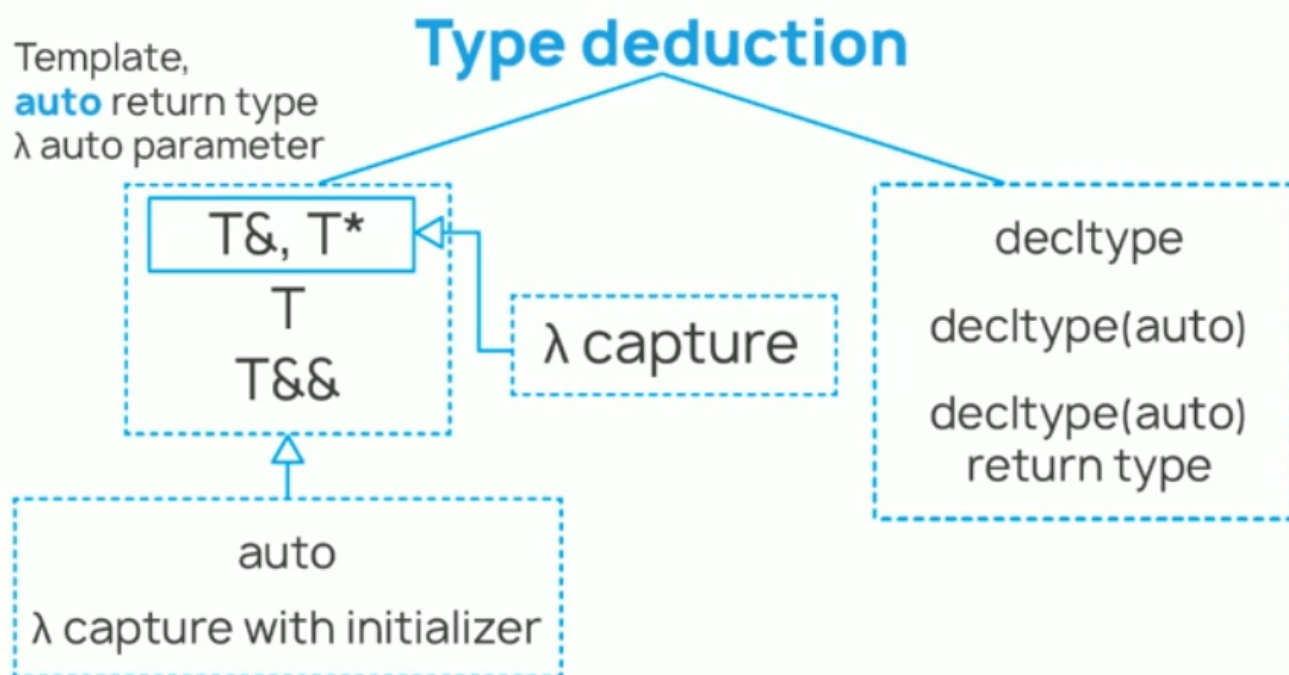 Type deduction
Template,
auto return type
λ auto parameter
T&, T*
T
T&&
λ capture
decltype
decltype(auto)
decltype(auto)
return type
auto
λ capture with initializer